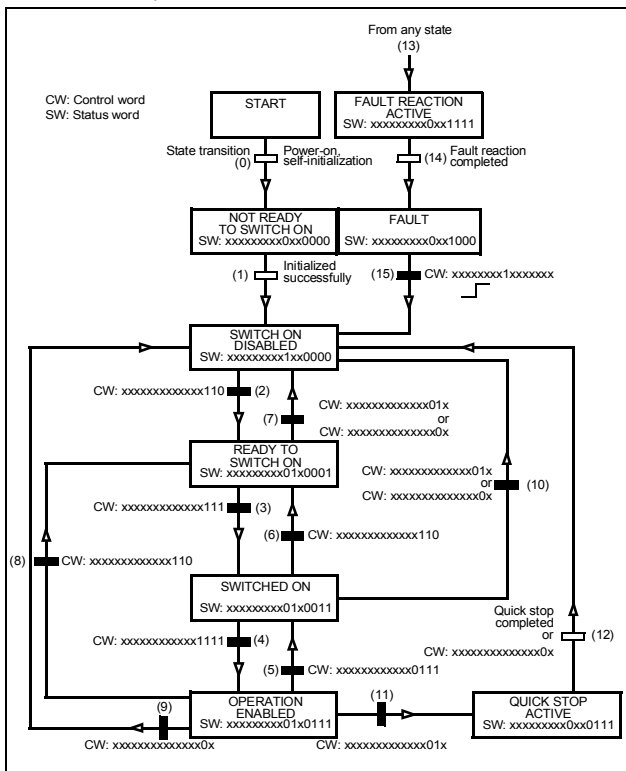 From any state
(13)
CW: Control word
SW: Status word
START
FAULT REACTION
ACTIVE
SW: xxxxxxxxx0xx1111
State transition
(0)
Power-on,
self-initialization
(14)
Fault reaction
completed
NOT READY
TO SWITCH ON
SW: xxxxxxxxx0xx0000
FAULT
SW: xxxxxxxxx0xx1000
(1)
Initialized
successfully
(15)
CW: xxxxxxxx1xxxxxxx
SWITCH ON
DISABLED
SW: xxxxxxxxx1xx0000
CW: xxxxxxxxxxxxx110
(2)
(7)
CW: xxxxxxxxxxxxx01x
or
CW: xxxxxxxxxxxxxx0x
READY TO
SWITCH ON
SW: xxxxxxxxx01x0001
CW: xxxxxxxxxxxxx01x
or
CW: xxxxxxxxxxxxxx0x
(10)
CW: xxxxxxxxxxxxx111
(3)
(6)
CW: xxxxxxxxxxxxx110
(8)
CW: xxxxxxxxxxxxx110
SWITCHED ON
SW: xxxxxxxxx01x0011
Quick stop
completed
or
CW: xxxxxxxxxxxxxx0x
(12)
CW: xxxxxxxxxxxx1111
(4)
(5)
CW: xxxxxxxxxxxx0111
(9)
OPERATION
ENABLED
SW: xxxxxxxxx01x0111
(11)
QUICK STOP
ACTIVE
SW: xxxxxxxxx0xx0111
CW: xxxxxxxxxxxxxx0x
CW: xxxxxxxxxxxxx01x